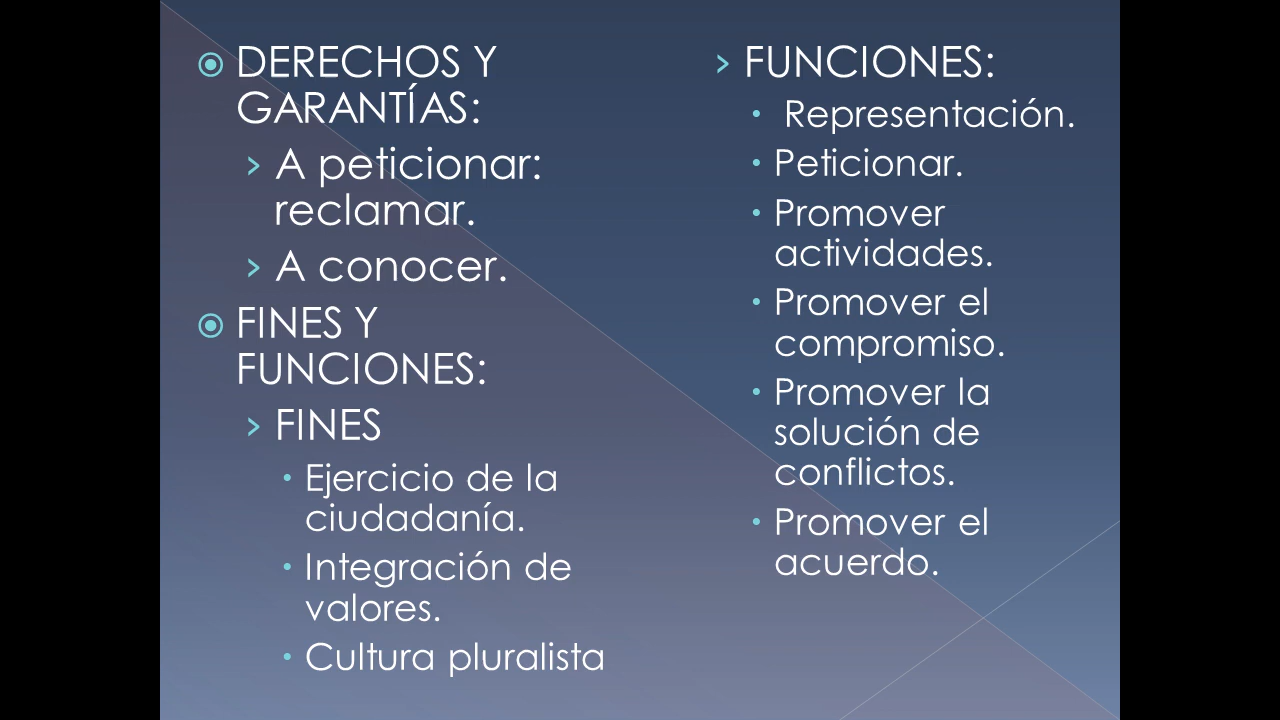 DERECHOS Y
GARANTÍAS:
A peticionar:
reclamar.
A conocer.
FINES Y
FUNCIONES:
FINES
Ejercicio de la
ciudadanía.
Integración de
valores.
Cultura pluralista
FUNCIONES:
Representación.
Peticionar.
Promover
actividades.
Promover el
compromiso.
Promover la
solución de
conflictos.
Promover el
acuerdo.